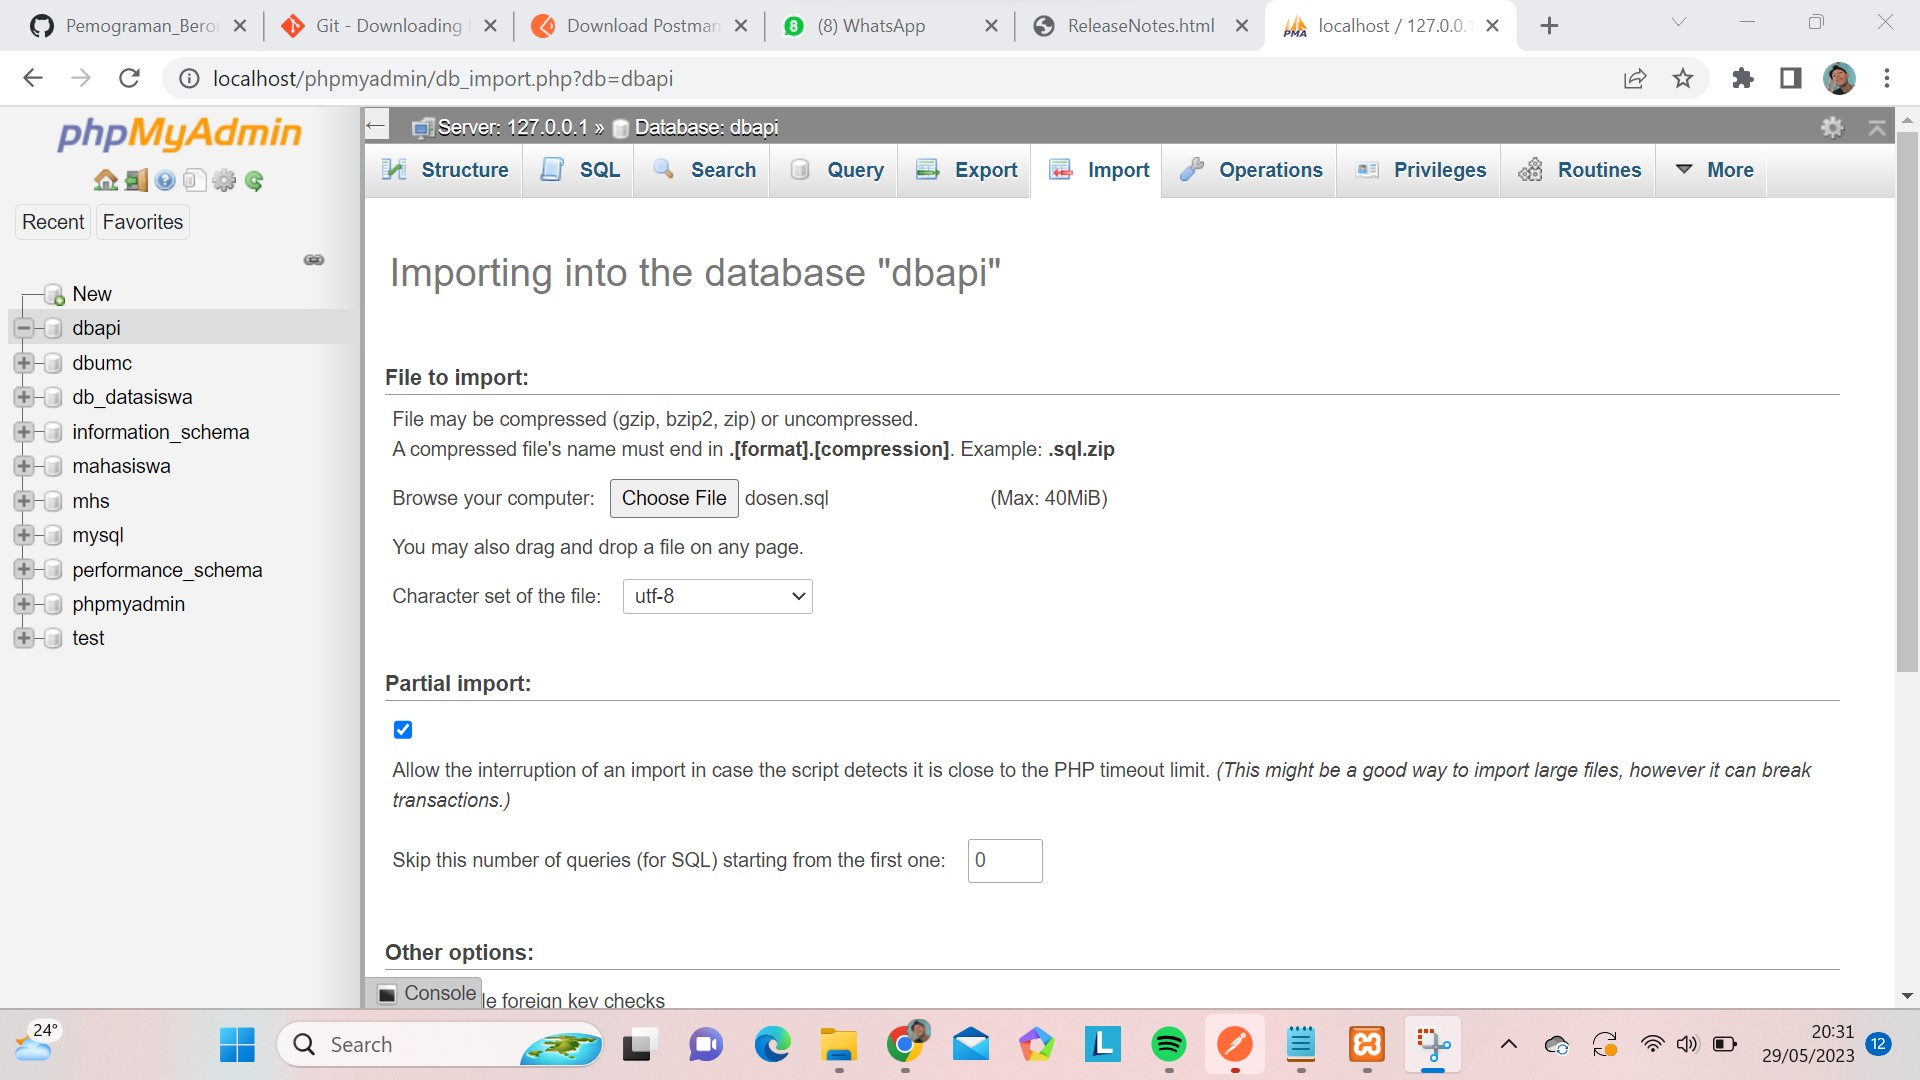 Pemograman_Beror
Git - Downloading
Download Postman
(8) WhatsApp
ReleaseNotes.html
localhost / 127.0.0.1
localhost/phpmyadmin/db_import.php?db=dbapi
phpMyAdmin
Recent
Favorites
New
dbapi
dbumc
db_datasiswa
information_schema
mahasiswa
mhs
mysql
performance_schema
phpmyadmin
test
Server: 127.0.0.1 » Database: dbapi
Structure
SQL
Search
Query
Export
Import
Operations
Privileges
Routines
More
Importing into the database "dbapi"
File to import:
File may be compressed (gzip, bzip2, zip) or uncompressed.
A compressed file's name must end in .[format].[compression]. Example: .sql.zip
Browse your computer: Choose File dosen.sql (Max: 40MiB)
You may also drag and drop a file on any page.
Character set of the file: utf-8
Partial import:
Allow the interruption of an import in case the script detects it is close to the PHP timeout limit. (This might be a good way to import large files, however it can break
transactions.)
Skip this number of queries (for SQL) starting from the first one: 0
Other options:
Console
le foreign key checks
24°
Search
20:31
29/05/2023
12